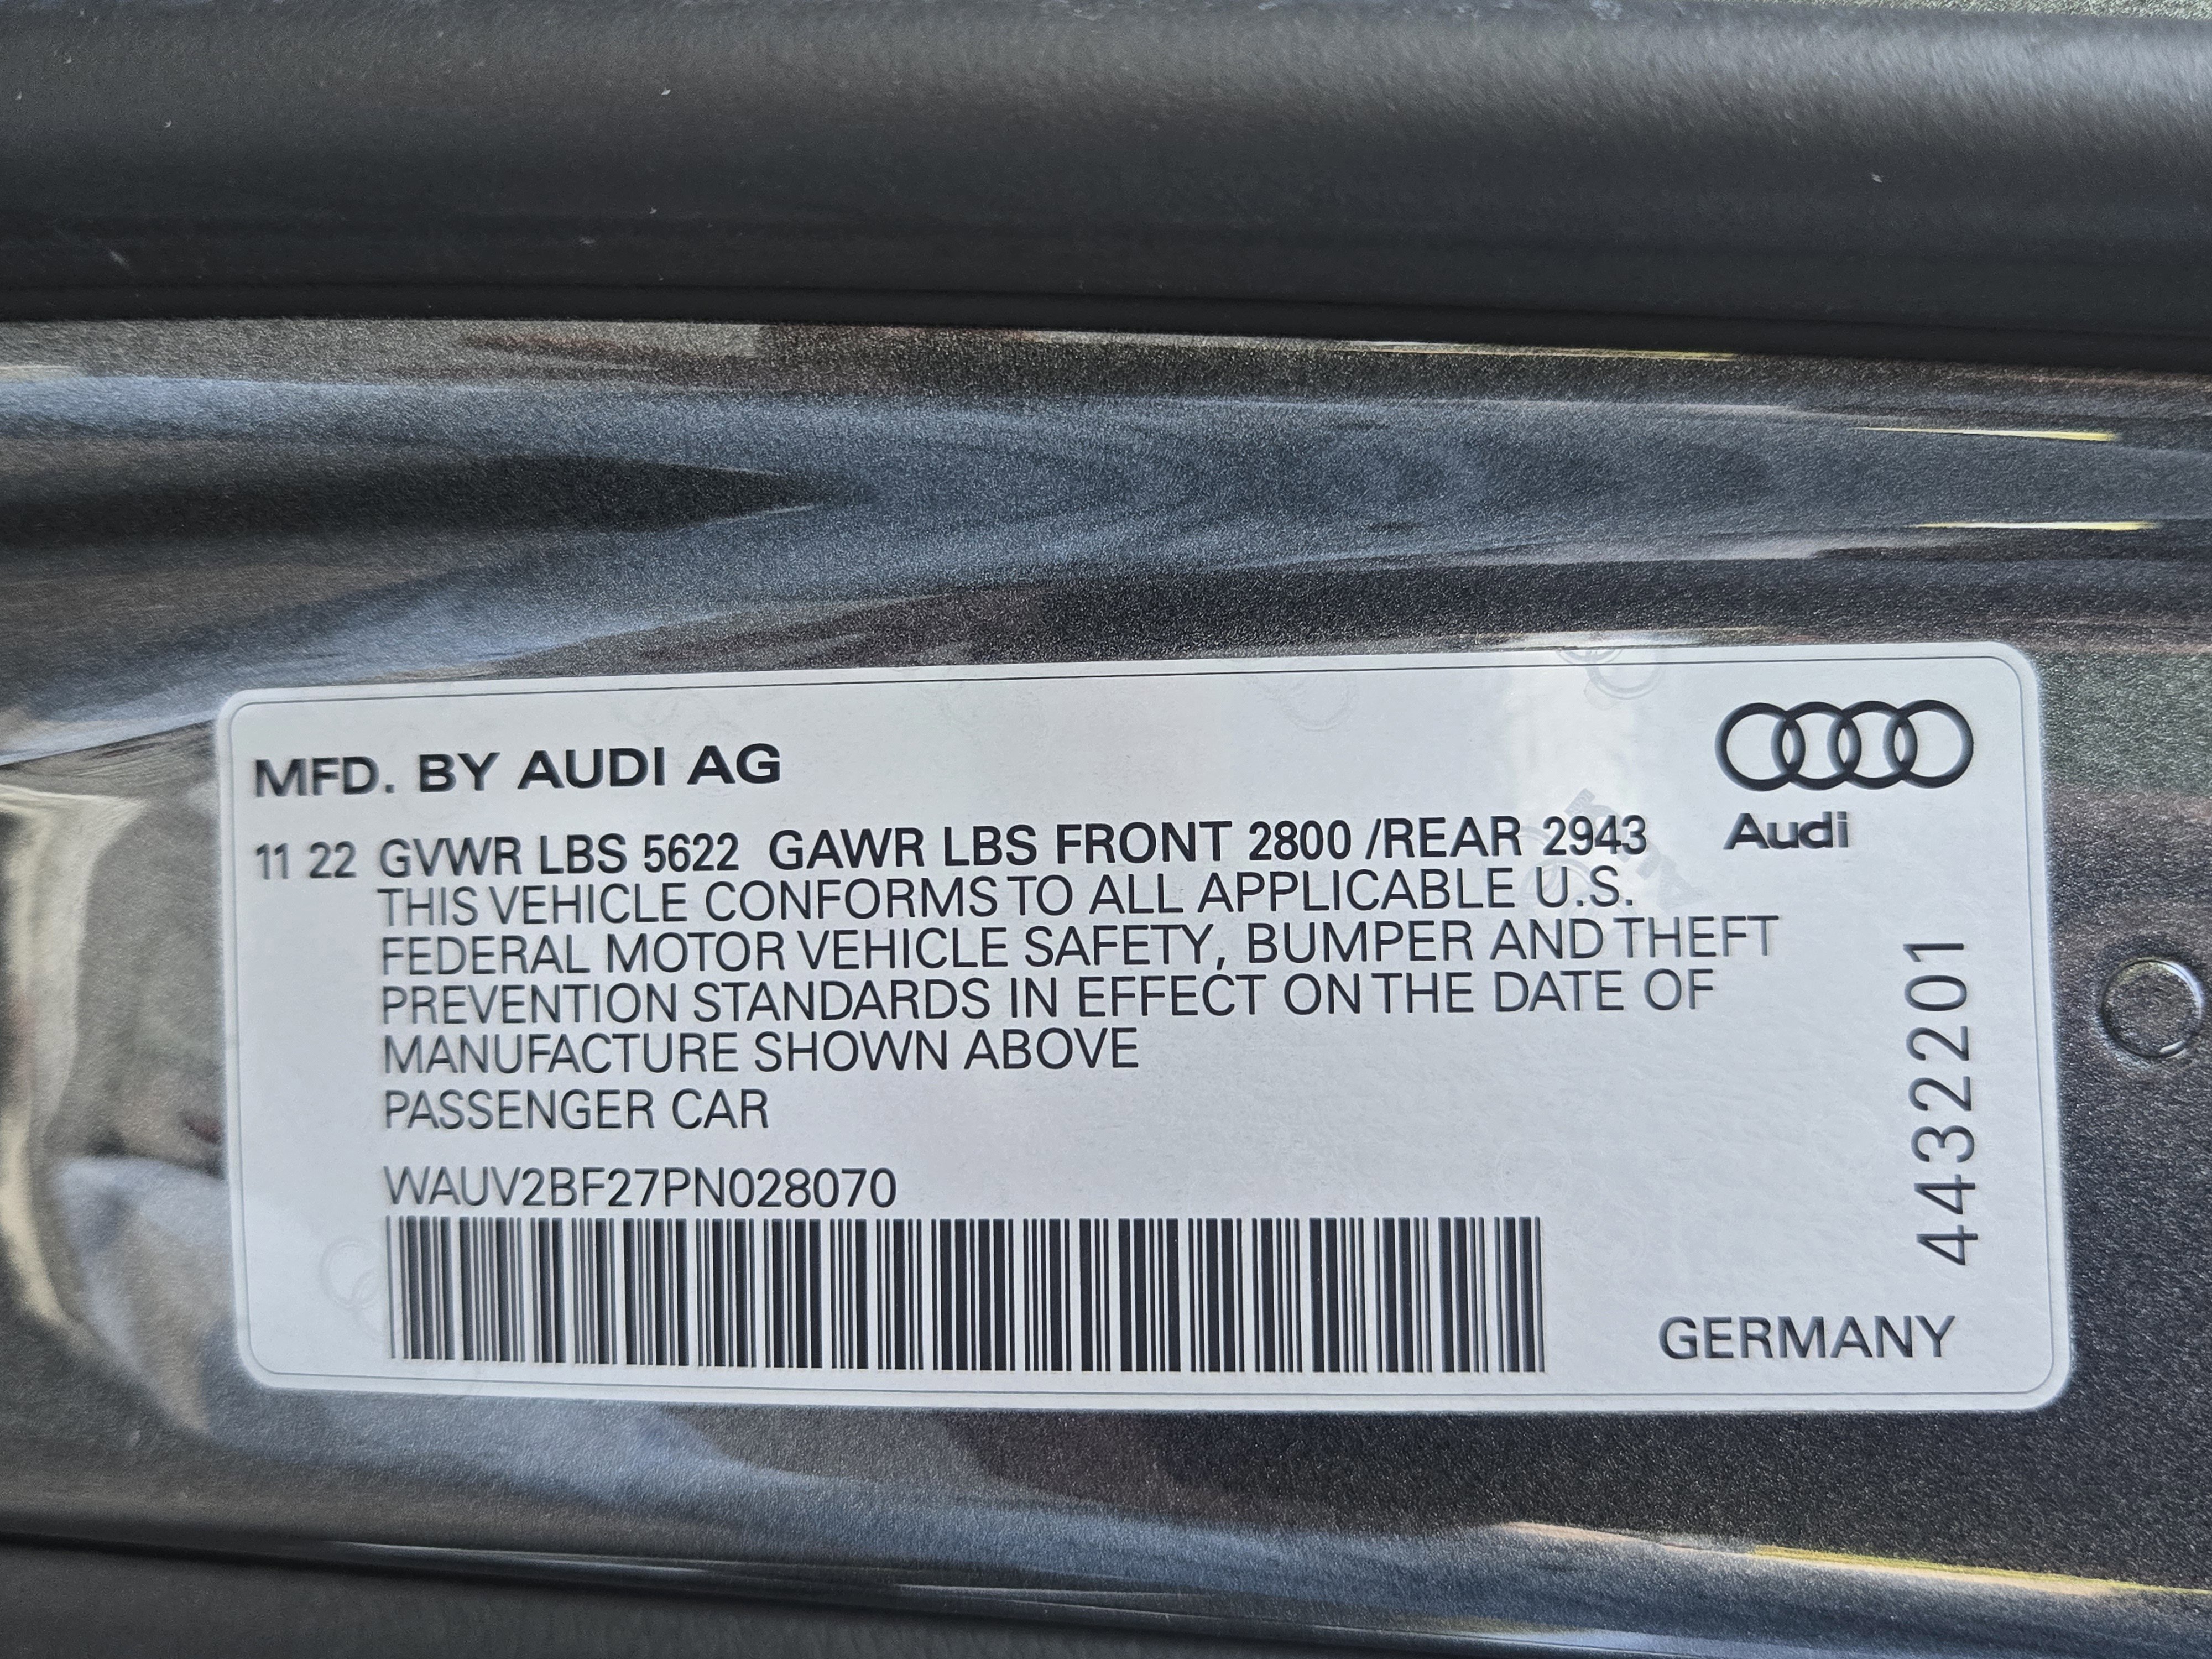 MFD. BY AUDI AG
Audi
11 22 GVWR LBS 5622 GAWR LBS FRONT 2800 /REAR 2943
THIS VEHICLE CONFORMS TO ALL APPLICABLE U.S.
FEDERAL MOTOR VEHICLE SAFETY, BUMPER AND THEFT
PREVENTION STANDARDS IN EFFECT ON THE DATE OF
MANUFACTURE SHOWN ABOVE
PASSENGER CAR
WAUV2BF27PN028070
4432201
GERMANY